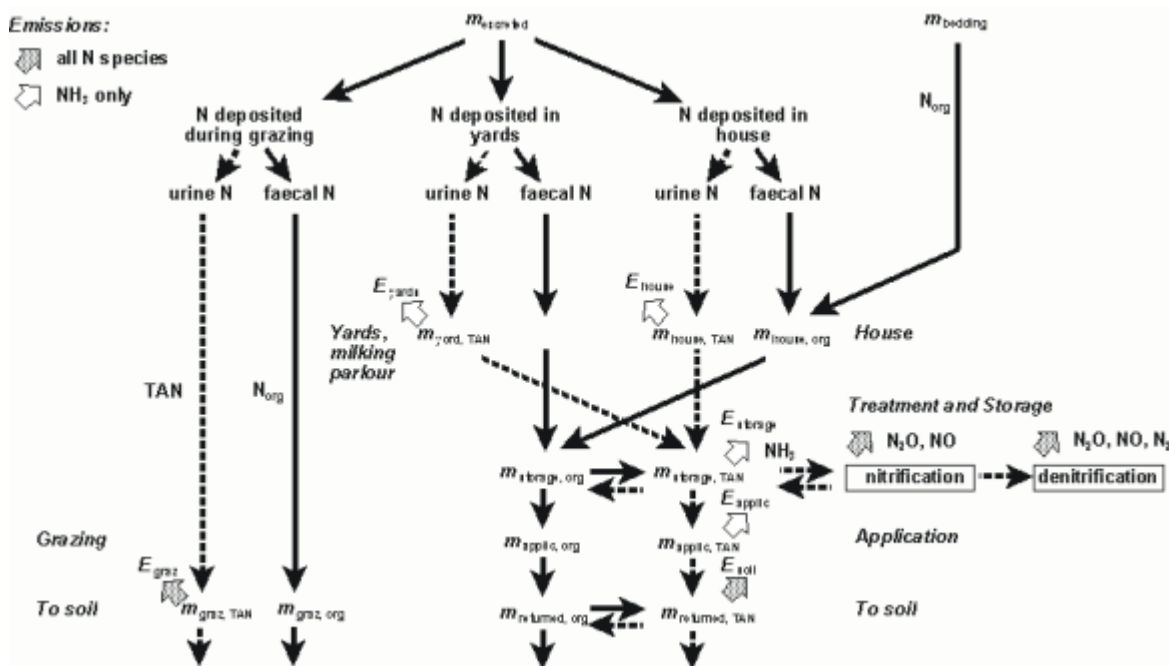 Emissions:
all N species
NH₃ only
m excreted
m bedding
N org
N deposited during grazing
N deposited in yards
N deposited in house
urine N
faecal N
urine N
faecal N
urine N
faecal N
E yards
E house
Yards, milking parlour
m yard, TAN
m house, TAN
m house, org
House
TAN
N org
Treatment and Storage
E storage
NH₃
N₂O, NO
N₂O, NO, N₂
m storage, org
m storage, TAN
nitrification
denitrification
E applic
Grazing
m applic, org
m applic, TAN
Application
E graz
E soil
To soil
m graz, TAN
m graz, org
m returned, org
m returned, TAN
To soil